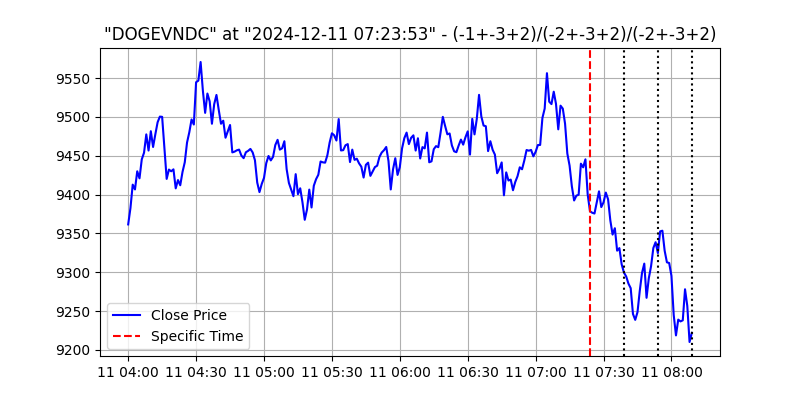 "DOGEVNDC" at "2024-12-11 07:23:53" - (-1+-3+2)/(-2+-3+2)/(-2+-3+2)
9550
9500
9450
9400
9350
9300
9250
9200
Close Price
Specific Time
11 04:00 11 04:30 11 05:00 11 05:30 11 06:00 11 06:30 11 07:00 11 07:30 11 08:00